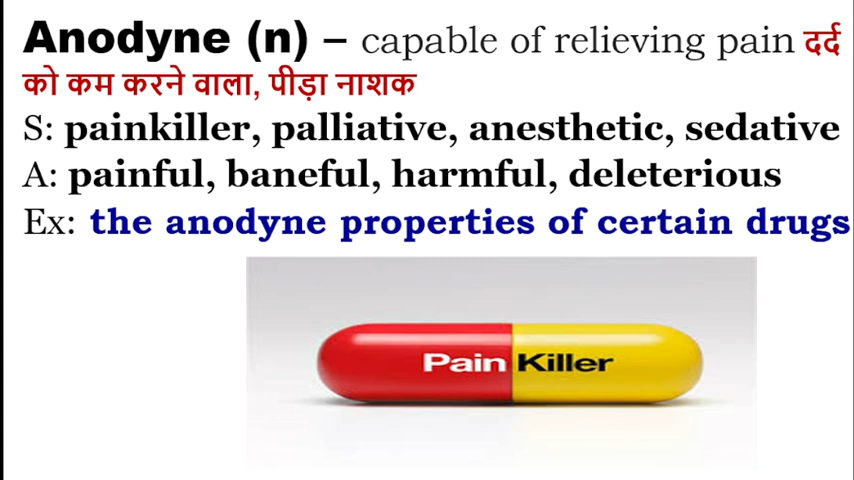 Anodyne (n) – capable of relieving pain दर्द
को कम करने वाला, पीड़ा नाशक
S: painkiller, palliative, anesthetic, sedative
A: painful, baneful, harmful, deleterious
Ex: the anodyne properties of certain drugs
Pain Killer